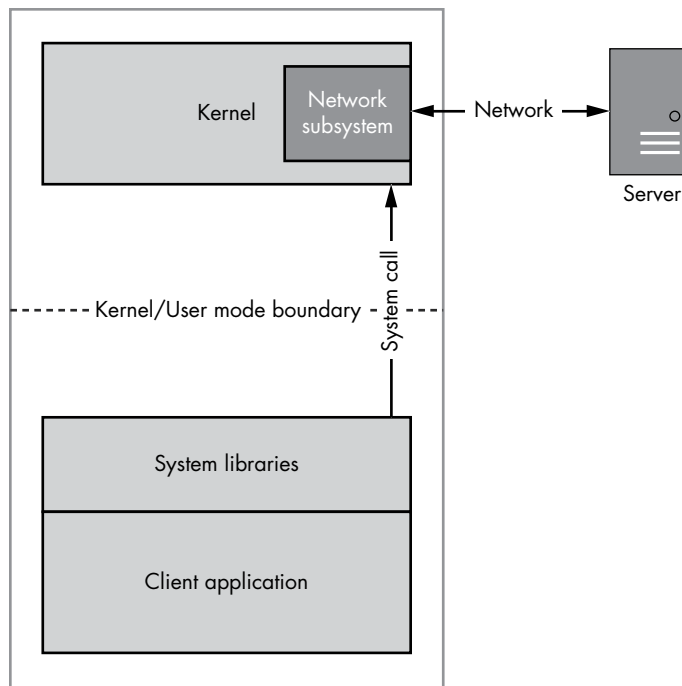 Kernel
Network
subsystem
Network
Server
System call
Kernel/User mode boundary
System libraries
Client application